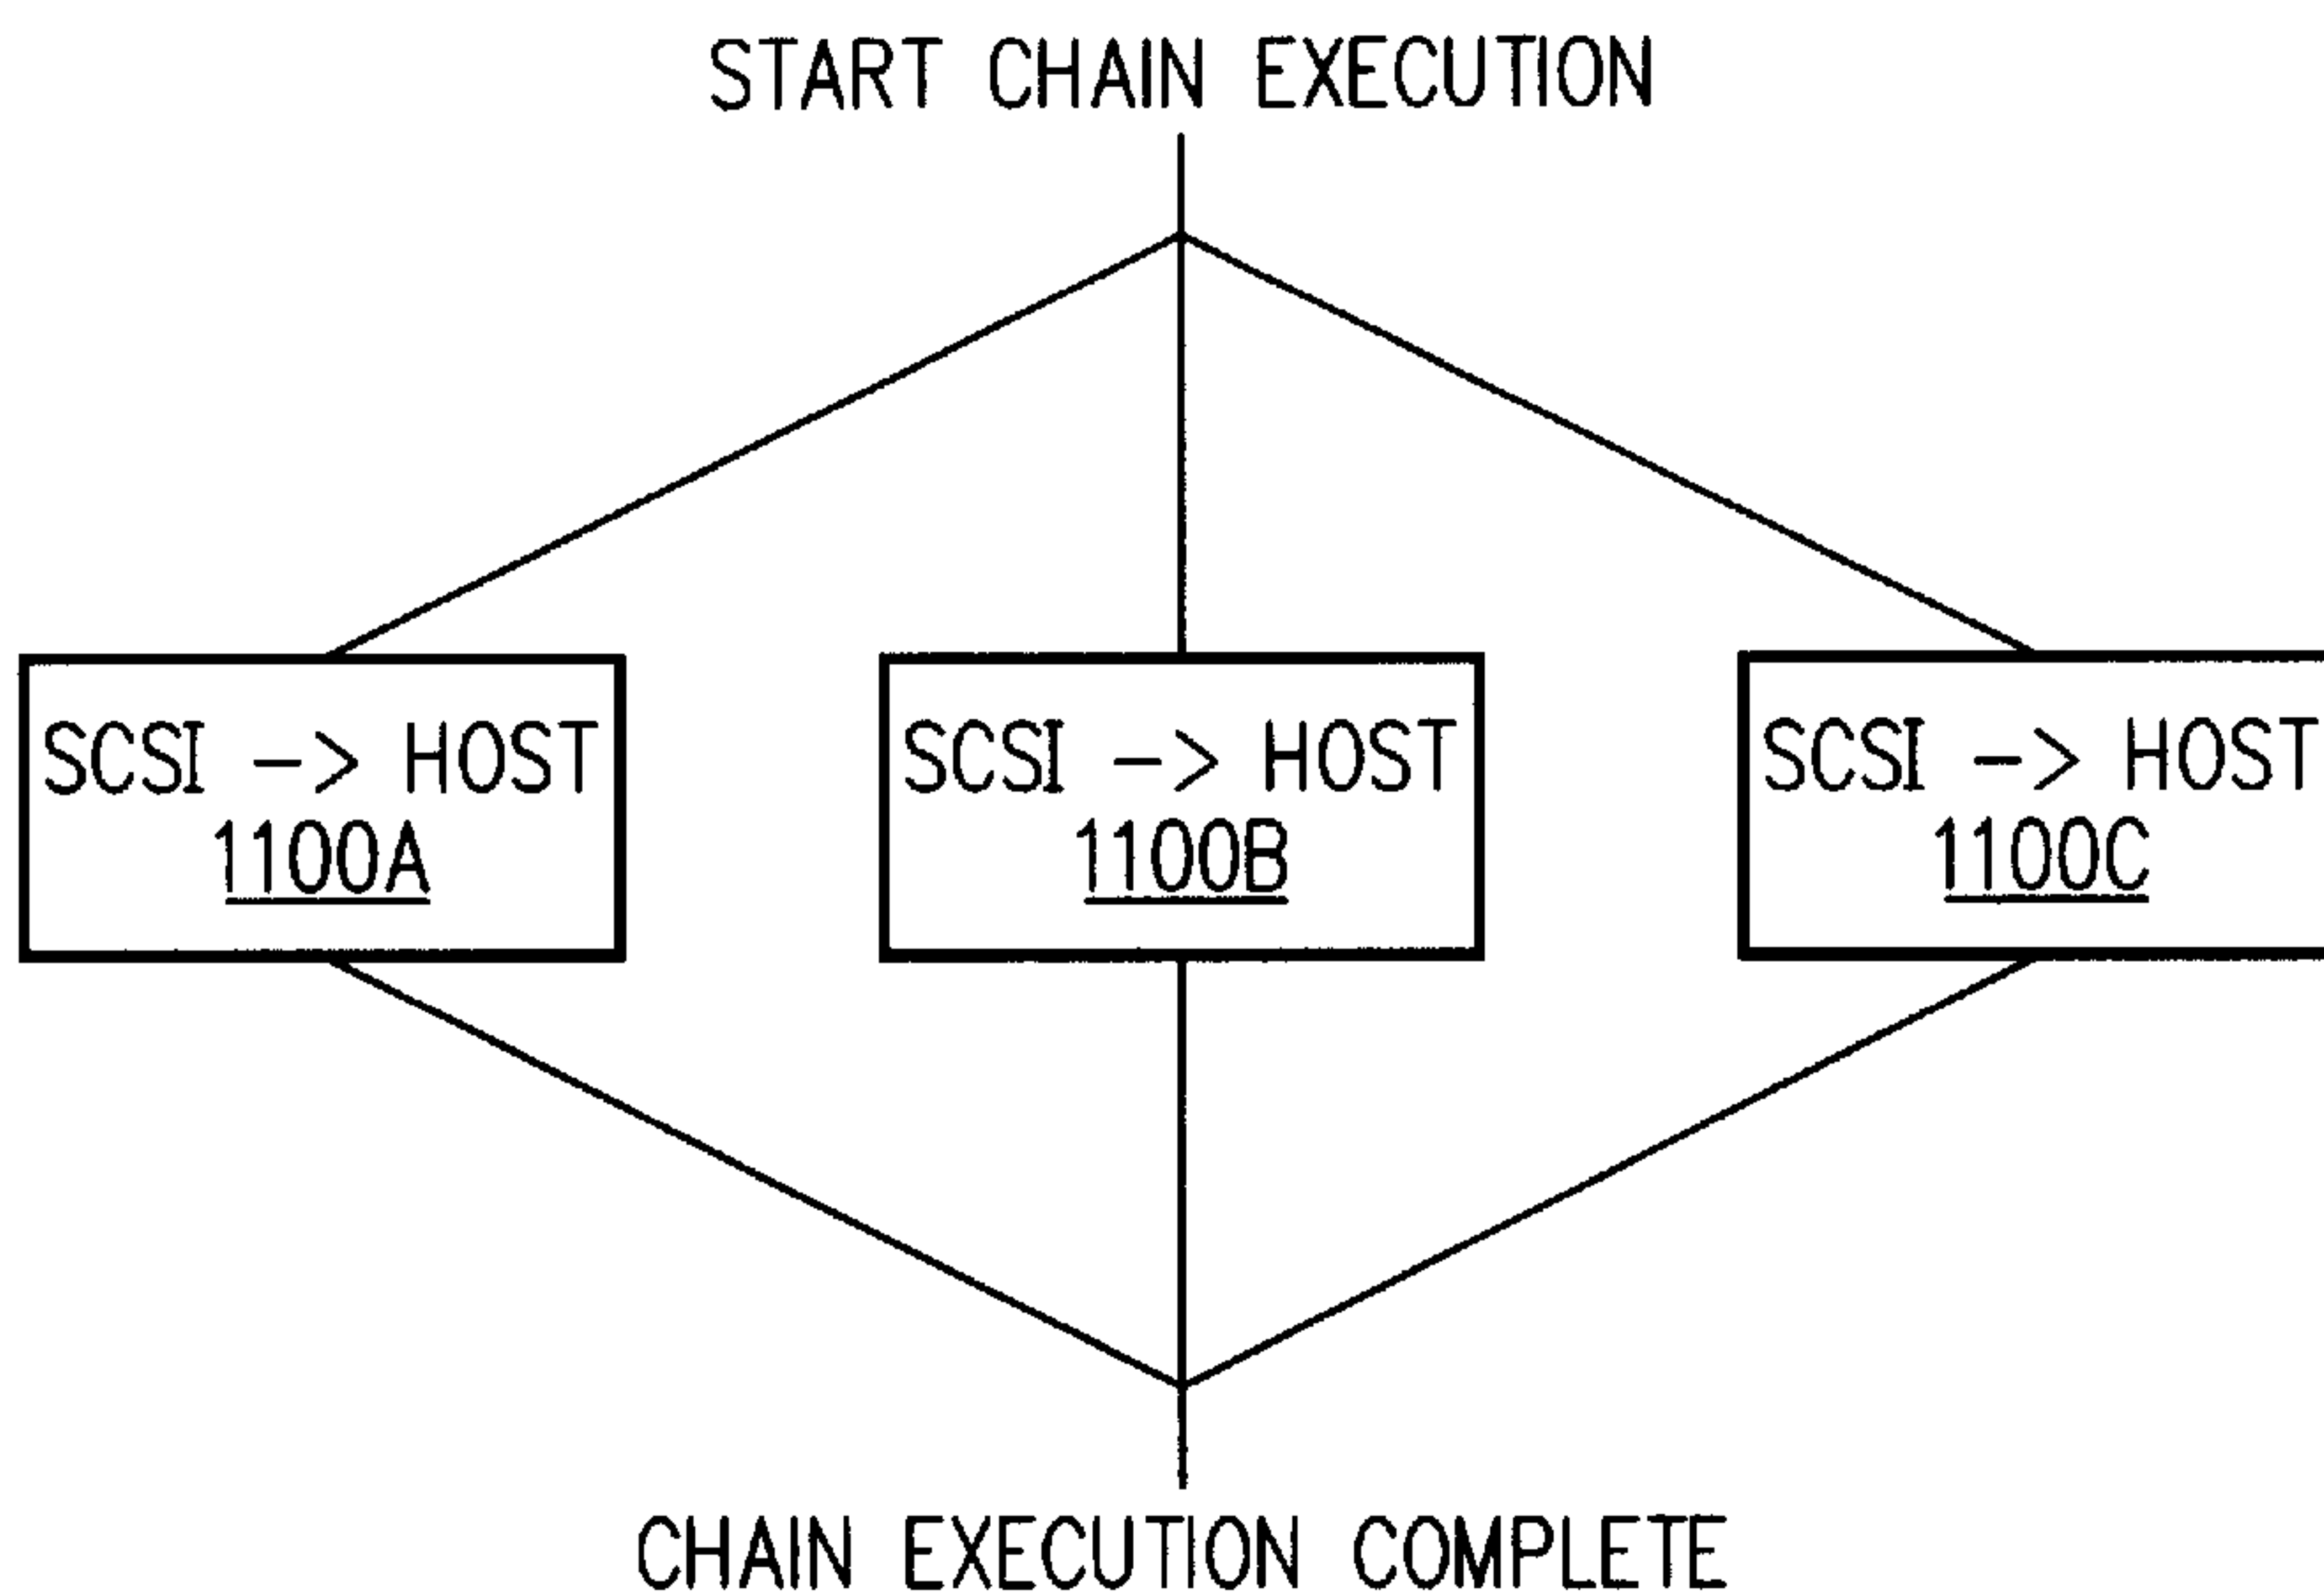 START CHAIN EXECUTION
SCSI -> HOST
1100A
SCSI -> HOST
1100B
SCSI -> HOST
1100C
CHAIN EXECUTION COMPLETE